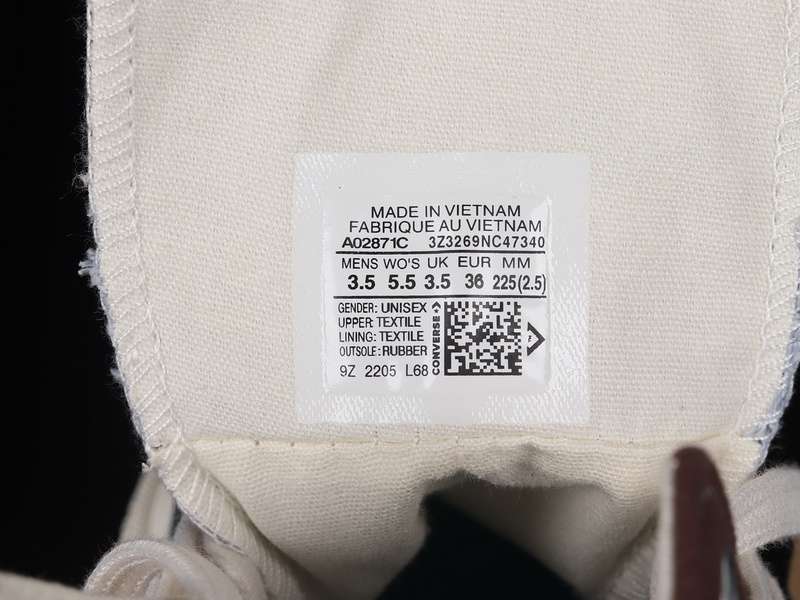 MADE IN VIETNAM
FABRIQUE AU VIETNAM
A02871C 3Z3269NC47340
MENS WO'S UK EUR MM
3.5 5.5 3.5 36 225(2.5)
GENDER: UNISEX
UPPER: TEXTILE
LINING: TEXTILE
OUTSOLE: RUBBER
9Z 2205 L68
CONVERSE